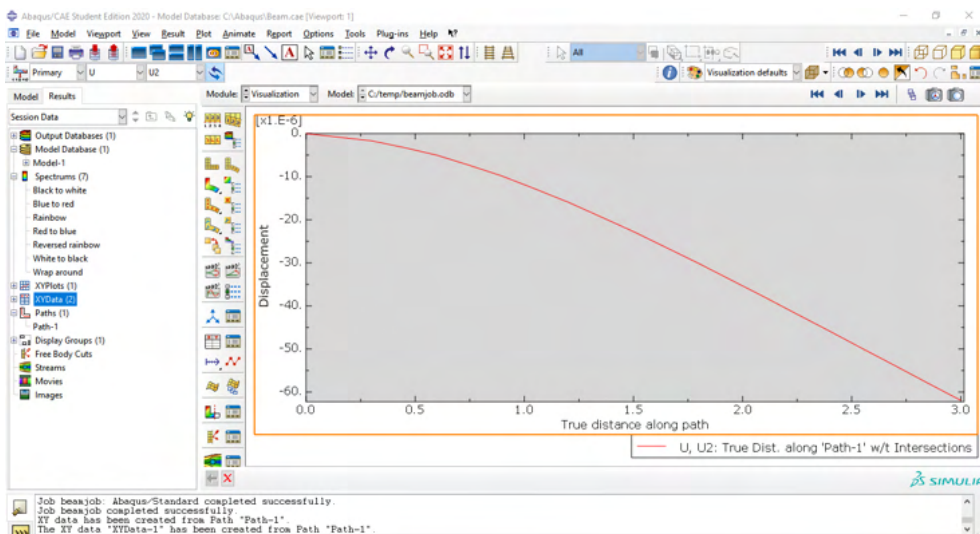 Abaqus/CAE Student Edition 2020 - Model Database: C:\Abaqus\Beam.cae [Viewport: 1]
File Model Viewport View Result Plot Animate Report Options Tools Plug-ins Help
All
Primary U U2 Visualization defaults
Model Results Module: Visualization Model: C:/temp/beamjob.odb
Session Data
Output Databases (1)
Model Database (1)
Model-1
Spectrums (7)
Black to white
Blue to red
Rainbow
Red to blue
Reversed rainbow
White to black
Wrap around
XYPlots (1)
XYData (2)
Paths (1)
Path-1
Display Groups (1)
Free Body Cuts
Streams
Movies
Images
[x1.E-6]
0.
-10.
-20.
-30.
-40.
-50.
-60.
Displacement
0.0 0.5 1.0 1.5 2.0 2.5 3.0
True distance along path
U, U2: True Dist. along 'Path-1' w/t Intersections
SIMULIA
Job beamjob: Abaqus/Standard completed successfully.
Job beamjob completed successfully.
XY data has been created from Path "Path-1".
The XY data "XYData-1" has been created from Path "Path-1".